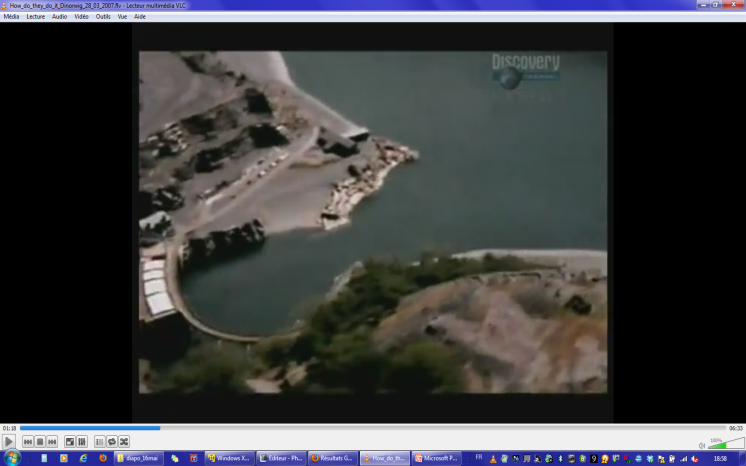 How_do_they_do_it_Dinorwig_28_03_2007.flv - Lecteur multimédia VLC
Média Lecture Audio Vidéo Outils Vue Aide
Discovery
01:18 06:33
100%
diapo_16mai Windows X... Editeur - Ph... Résultats G... How_do_th... Microsoft P... FR 18:58